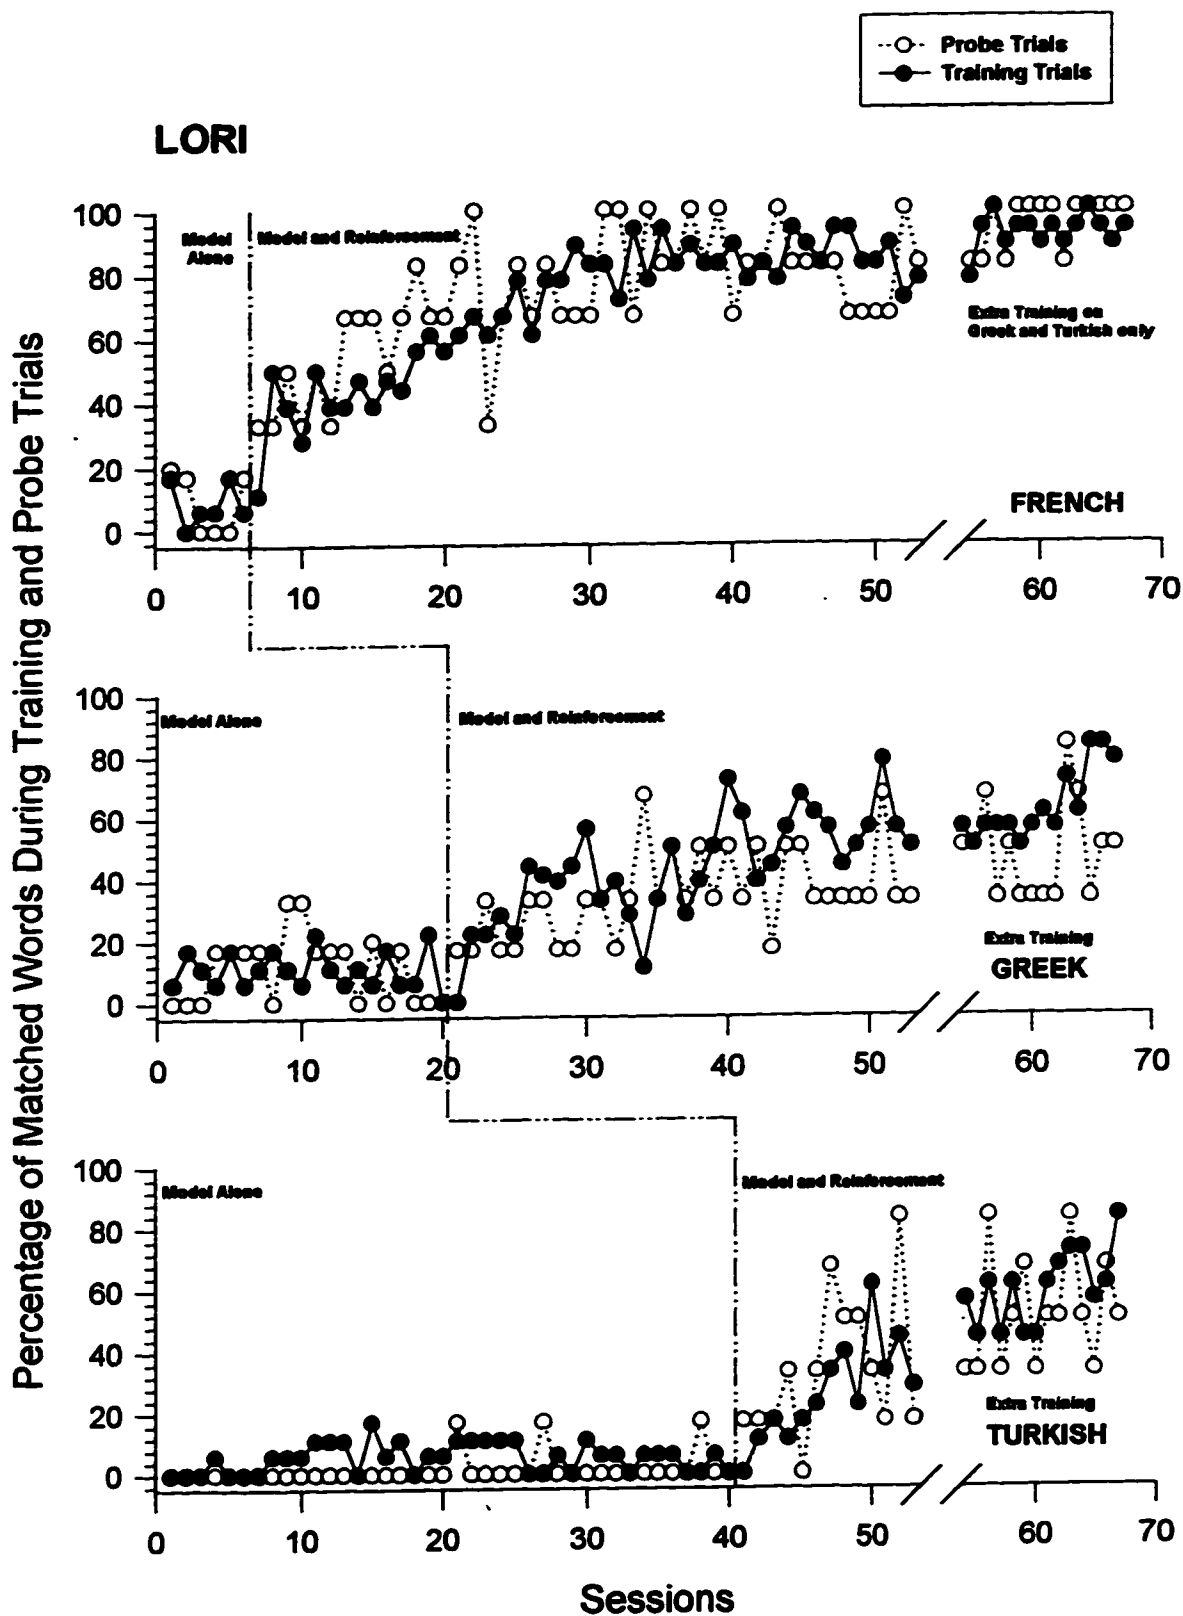 Probe Trials
Training Trials
LORI
Percentage of Matched Words During Training and Probe Trials
100
80
60
40
20
0
Model
Alone
Model and Reinforcement
Extra Training on
Greek and Turkish only
FRENCH
0 10 20 30 40 50 60 70
100
80
60
40
20
0
Model Alone
Model and Reinforcement
Extra Training
GREEK
0 10 20 30 40 50 60 70
100
80
60
40
20
0
Model Alone
Model and Reinforcement
Extra Training
TURKISH
0 10 20 30 40 50 60 70
Sessions